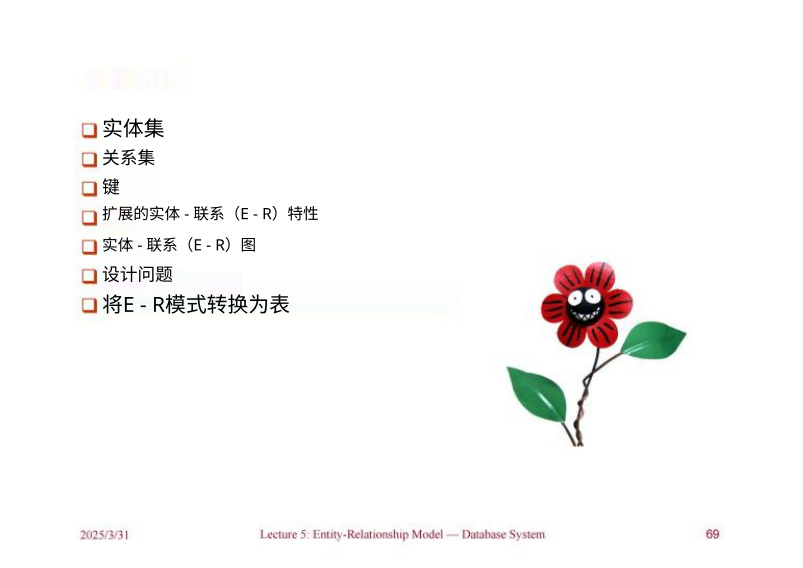 实体集
关系集
键
扩展的实体 - 联系（E - R）特性
实体 - 联系（E - R）图
设计问题
将E - R模式转换为表
2025/3/31
Lecture 5: Entity-Relationship Model — Database System
69